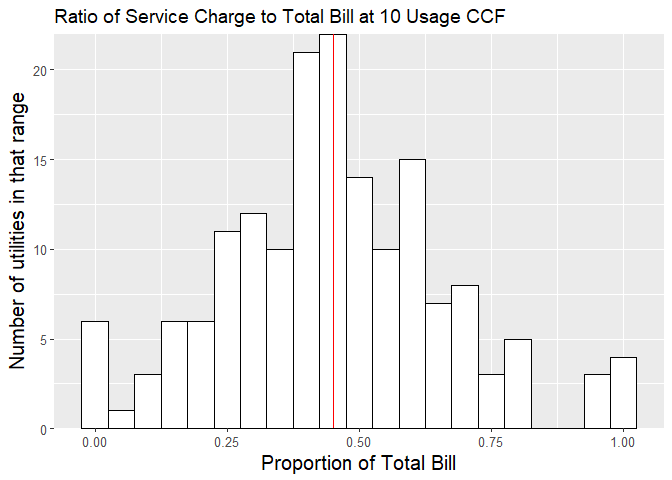 Ratio of Service Charge to Total Bill at 10 Usage CCF
Number of utilities in that range
20
15
10
5
0
0.00 0.25 0.50 0.75 1.00
Proportion of Total Bill